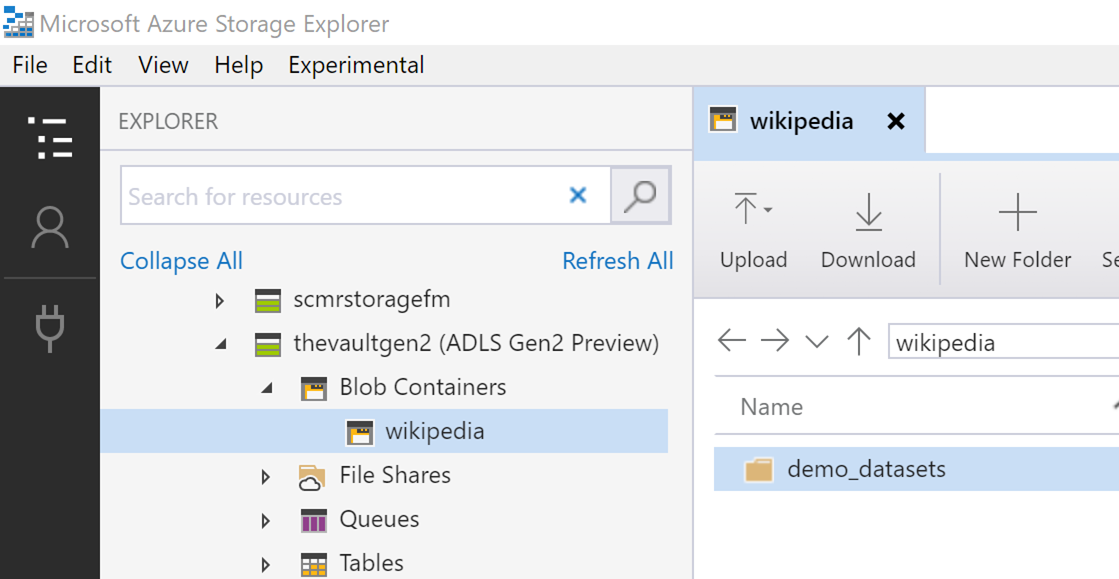 Microsoft Azure Storage Explorer
File Edit View Help Experimental
EXPLORER
Search for resources
Collapse All Refresh All
scmrstoragefm
thevaultgen2 (ADLS Gen2 Preview)
Blob Containers
wikipedia
File Shares
Queues
Tables
wikipedia
Upload Download New Folder
wikipedia
Name
demo_datasets